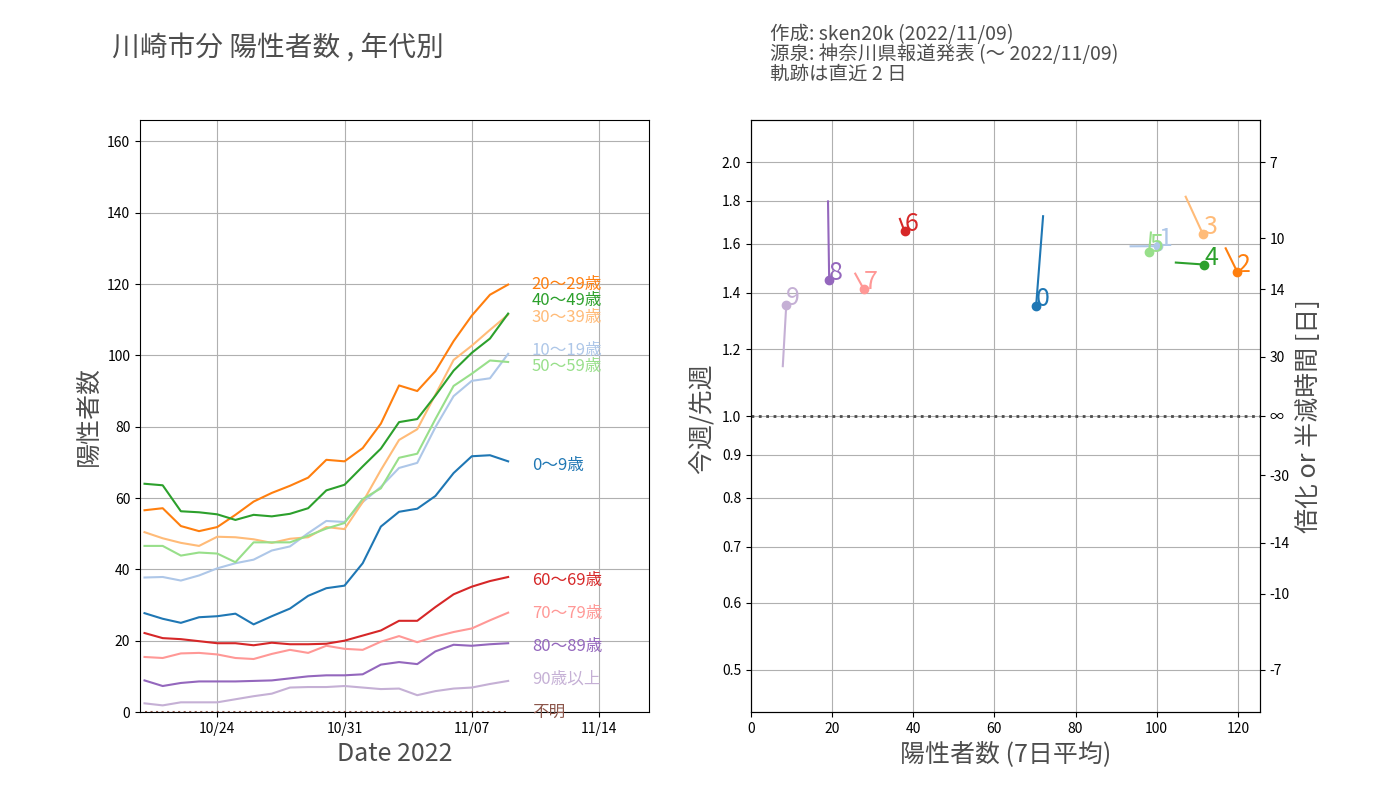 川崎市分 陽性者数 , 年代別
作成: sken20k (2022/11/09)
源泉: 神奈川県報道発表 (〜 2022/11/09)
軌跡は直近 2 日
陽性者数
160
140
120
100
80
60
40
20
0
20〜29歳
40〜49歳
30〜39歳
10〜19歳
50〜59歳
0〜9歳
60〜69歳
70〜79歳
80〜89歳
90歳以上
不明
10/24
10/31
11/07
11/14
Date 2022
今週/先週
2.0
1.8
1.6
1.4
1.2
1.0
0.9
0.8
0.7
0.6
0.5
9
8
7
6
0
5
1
3
4
2
7
10
14
30
∞
-30
-14
-10
-7
倍化 or 半減時間 [日]
0
20
40
60
80
100
120
陽性者数 (7日平均)